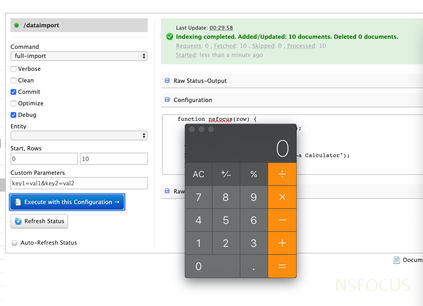 /dataimport
Last Update: 00:29:58
Indexing completed. Added/Updated: 10 documents. Deleted 0 documents.
Requests: 0 , Fetched: 10 , Skipped: 0 , Processed: 10
Started: less than a minute ago
Command
full-import
Verbose
Clean
Commit
Optimize
Debug
Entity
Start, Rows
0 10
Custom Parameters
key1=val1&key2=val2
Execute with this Configuration →
Refresh Status
Auto-Refresh Status
Raw Status-Output
Configuration
function nsfocus(row) {
a Calculator");
Raw
0
AC +/− % ÷
7 8 9 ×
4 5 6 −
1 2 3 +
0 . =
Docum
NSFOCUS